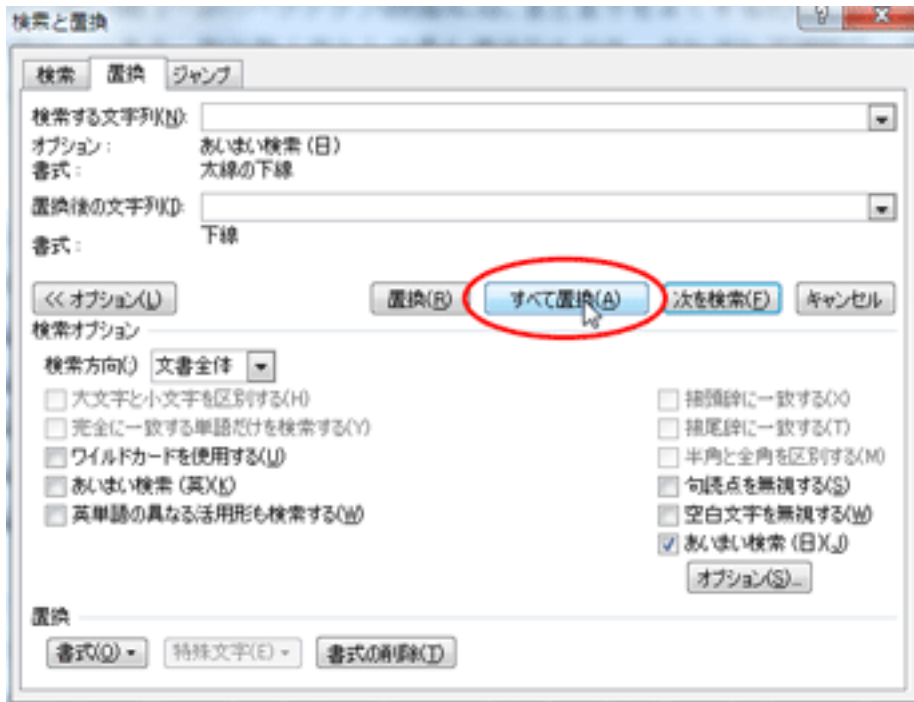 検索と置換
検索 置換 ジャンプ
検索する文字列(N):
オプション: あいまい検索 (日)
書式: 太線の下線
置換後の文字列(I):
書式: 下線
<< オプション(L) 置換(R) すべて置換(A) 次を検索(F) キャンセル
検索オプション
検索方向(:) 文書全体
大文字と小文字を区別する(H) 接頭辞に一致する(X)
完全に一致する単語だけを検索する(Y) 接尾辞に一致する(T)
ワイルドカードを使用する(U) 半角と全角を区別する(M)
あいまい検索 (英)(K) 句読点を無視する(S)
英単語の異なる活用形も検索する(W) 空白文字を無視する(W)
あいまい検索 (日)(J)
オプション(S)...
置換
書式(O) 特殊文字(E) 書式の削除(T)